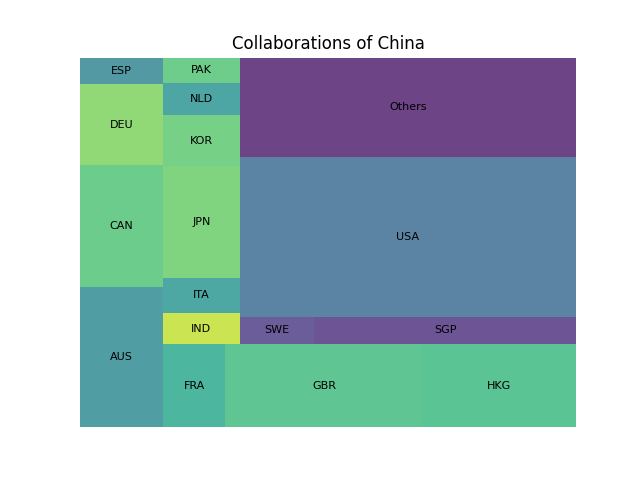 Collaborations of China
ESP
PAK
Others
NLD
DEU
KOR
CAN
JPN
USA
ITA
IND
SWE
SGP
AUS
FRA
GBR
HKG